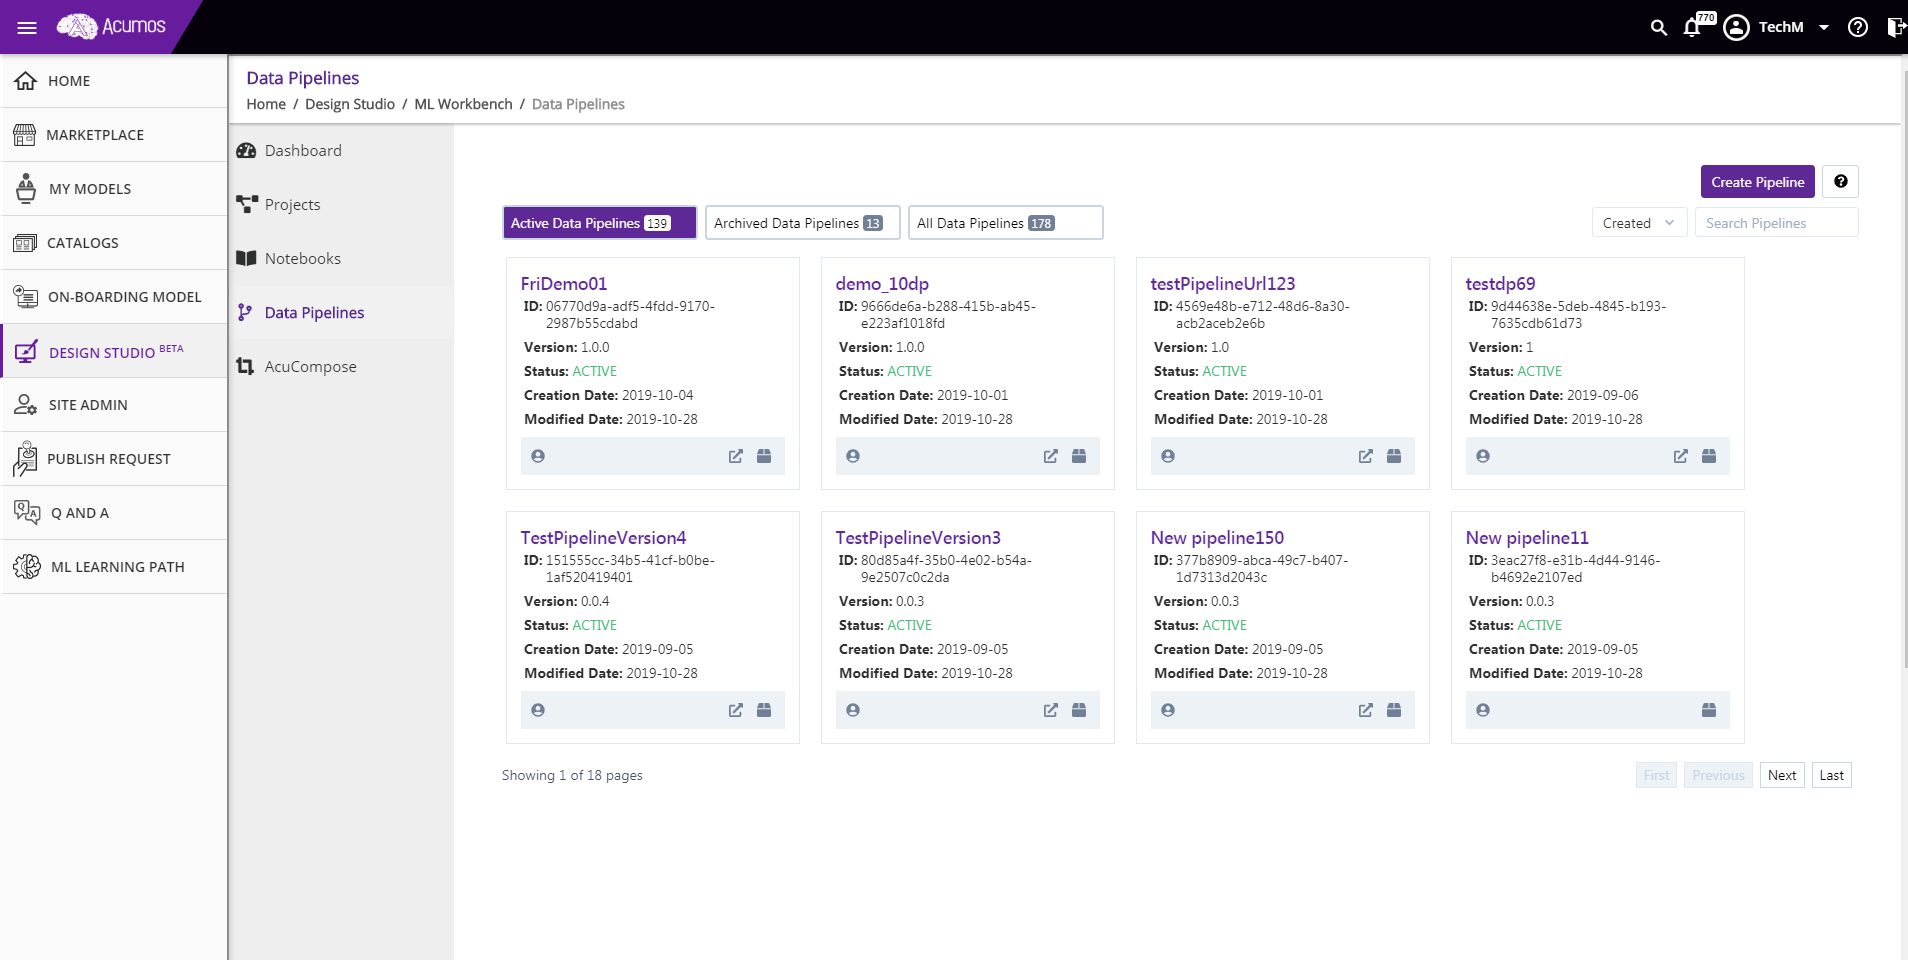 Acumos
770
TechM
HOME
MARKETPLACE
MY MODELS
CATALOGS
ON-BOARDING MODEL
DESIGN STUDIO BETA
SITE ADMIN
PUBLISH REQUEST
Q AND A
ML LEARNING PATH
Data Pipelines
Home / Design Studio / ML Workbench / Data Pipelines
Dashboard
Projects
Notebooks
Data Pipelines
AcuCompose
Create Pipeline
Active Data Pipelines 139
Archived Data Pipelines 13
All Data Pipelines 178
Created
Search Pipelines
FriDemo01
ID: 06770d9a-adf5-4fdd-9170-
2987b55cdabd
Version: 1.0.0
Status: ACTIVE
Creation Date: 2019-10-04
Modified Date: 2019-10-28
demo_10dp
ID: 9666de6a-b288-415b-ab45-
e223af1018fd
Version: 1.0.0
Status: ACTIVE
Creation Date: 2019-10-01
Modified Date: 2019-10-28
testPipelineUrl123
ID: 4569e48b-e712-48d6-8a30-
acb2aceb2e6b
Version: 1.0
Status: ACTIVE
Creation Date: 2019-10-01
Modified Date: 2019-10-28
testdp69
ID: 9d44638e-5deb-4845-b193-
7635cdb61d73
Version: 1
Status: ACTIVE
Creation Date: 2019-09-06
Modified Date: 2019-10-28
TestPipelineVersion4
ID: 151555cc-34b5-41cf-b0be-
1af520419401
Version: 0.0.4
Status: ACTIVE
Creation Date: 2019-09-05
Modified Date: 2019-10-28
TestPipelineVersion3
ID: 80d85a4f-35b0-4e02-b54a-
9e2507c0c2da
Version: 0.0.3
Status: ACTIVE
Creation Date: 2019-09-05
Modified Date: 2019-10-28
New pipeline150
ID: 377b8909-abca-49c7-b407-
1d7313d2043c
Version: 0.0.3
Status: ACTIVE
Creation Date: 2019-09-05
Modified Date: 2019-10-28
New pipeline11
ID: 3eac27f8-e31b-4d44-9146-
b4692e2107ed
Version: 0.0.3
Status: ACTIVE
Creation Date: 2019-09-05
Modified Date: 2019-10-28
Showing 1 of 18 pages
First
Previous
Next
Last